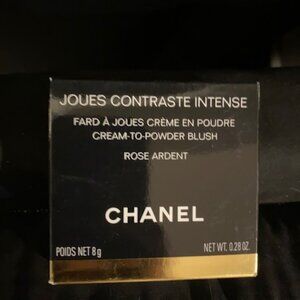 JOUES CONTRASTE INTENSE
FARD À JOUES CRÈME EN POUDRE
CREAM-TO-POWDER BLUSH
ROSE ARDENT
CHANEL
POIDS NET 8 g NET WT. 0.28 OZ.